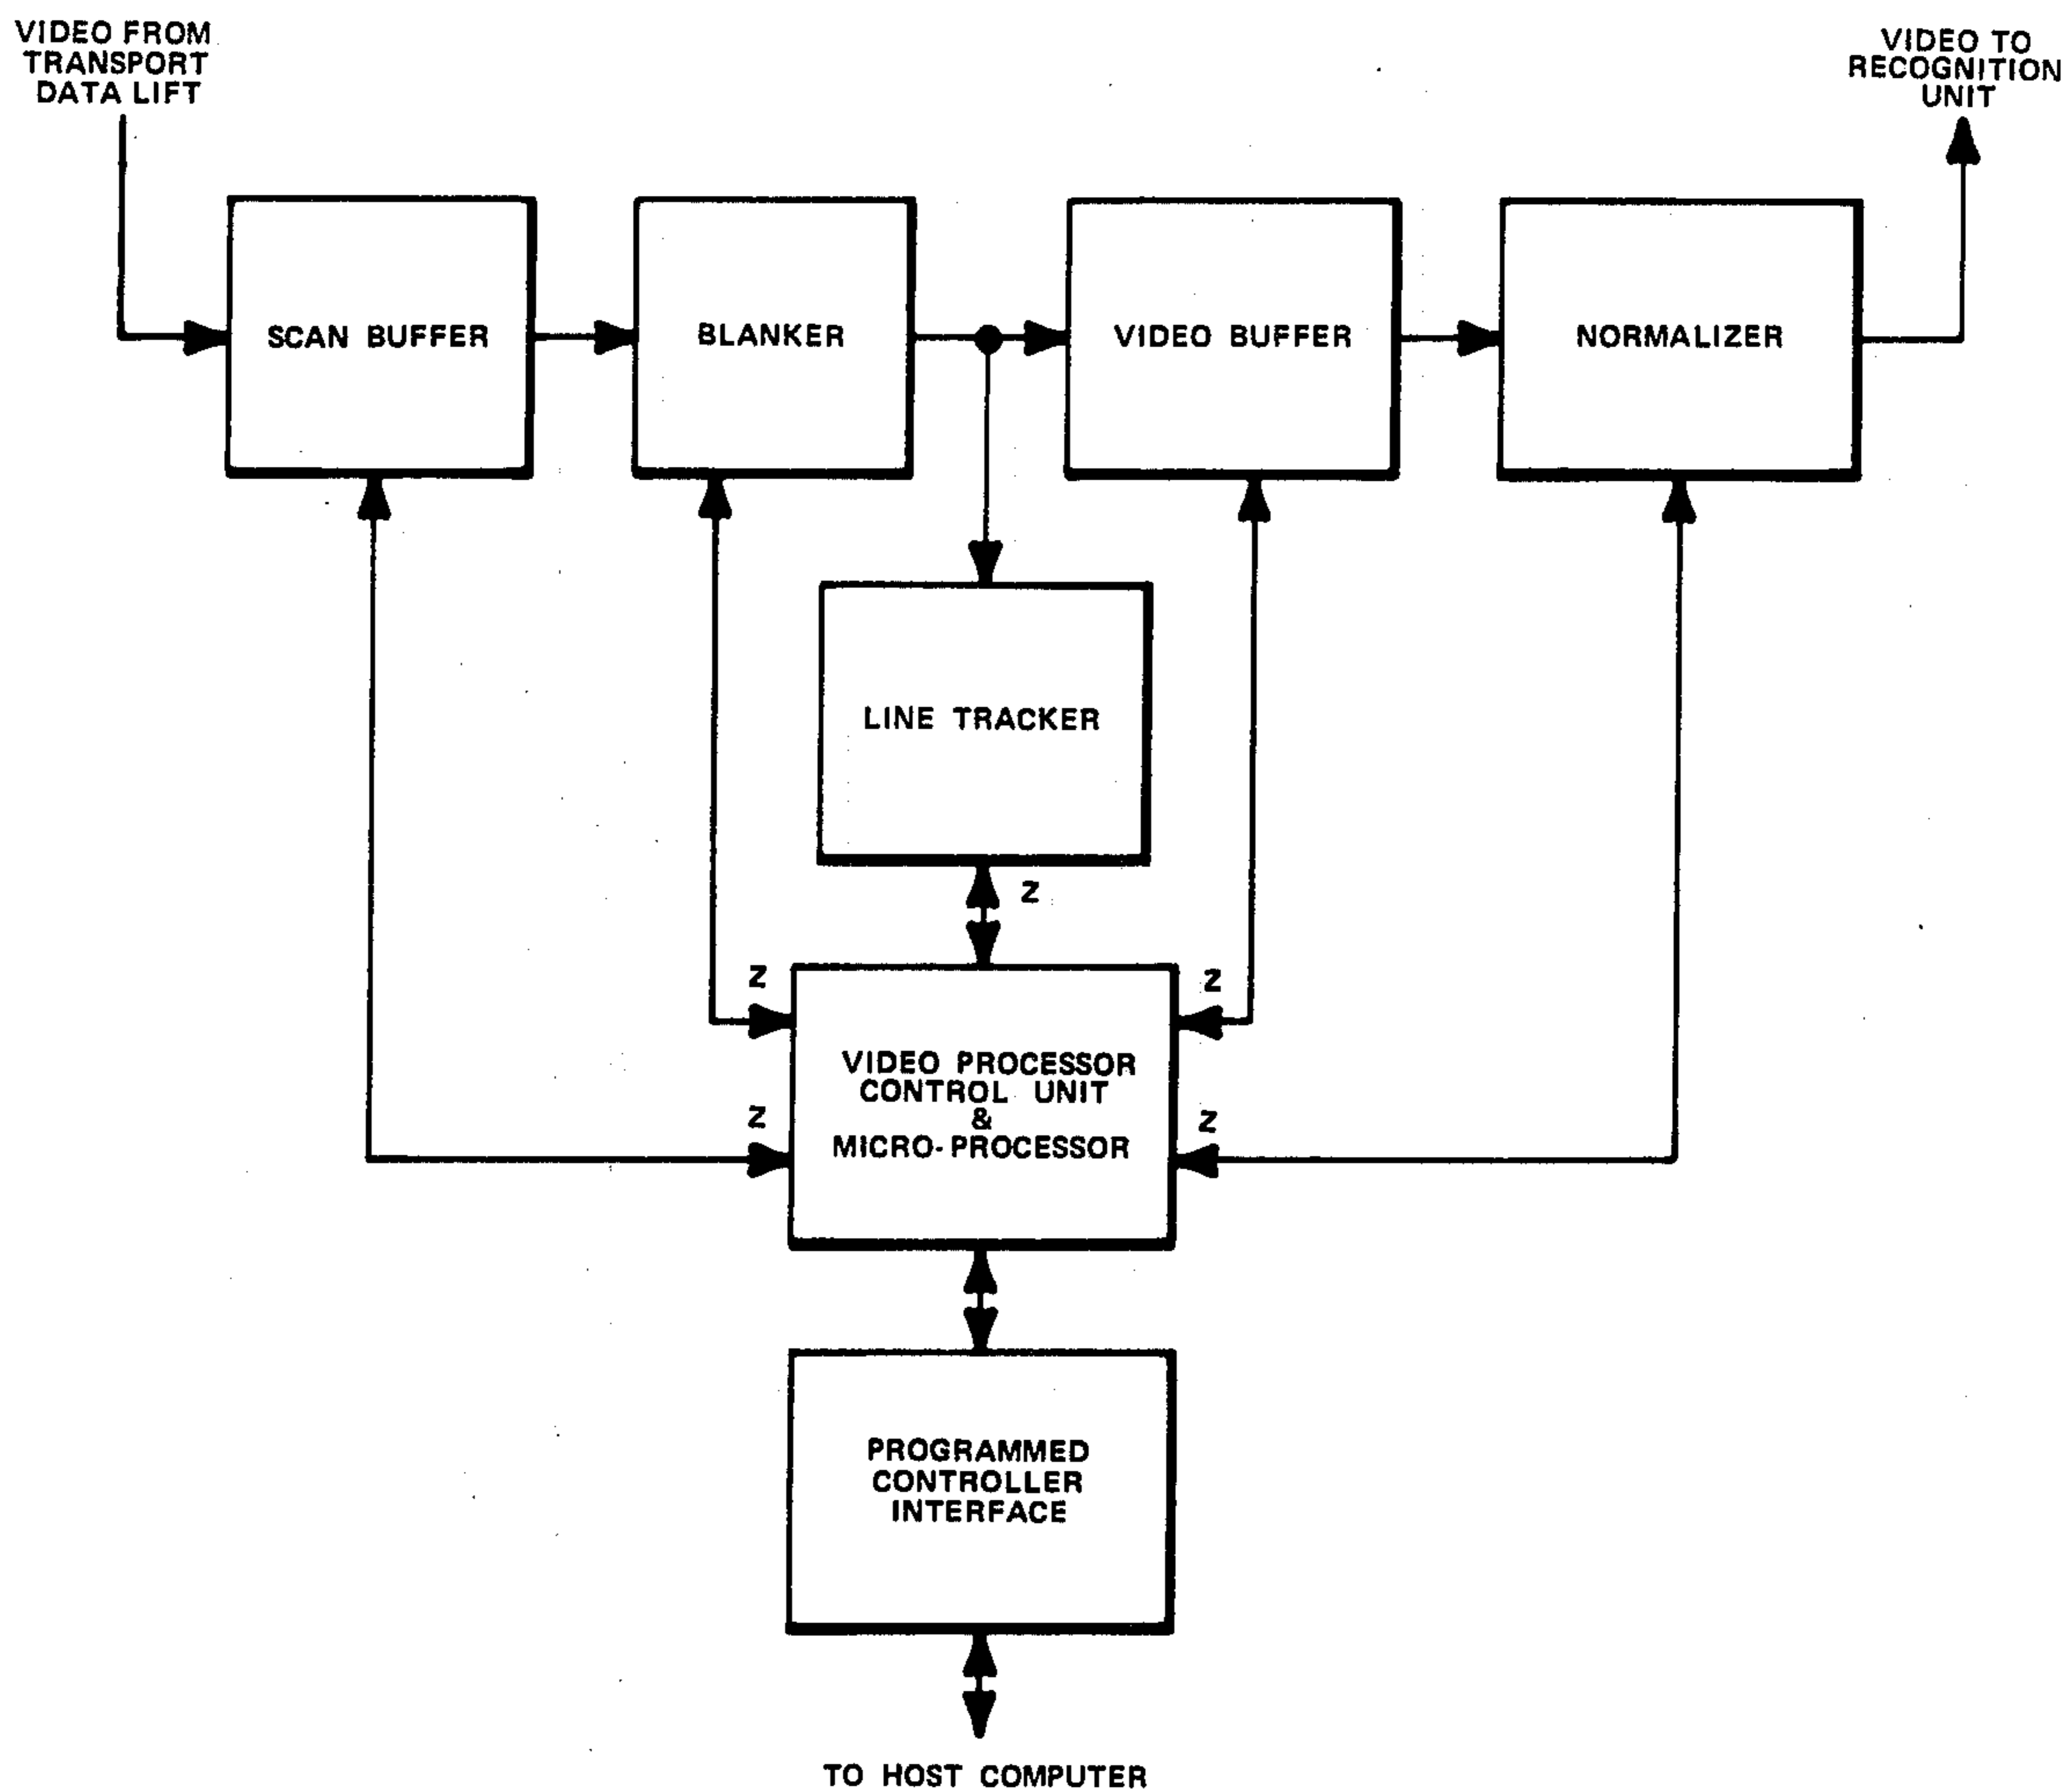 VIDEO FROM
TRANSPORT
DATA LIFT
VIDEO TO
RECOGNITION
UNIT
SCAN BUFFER
BLANKER
VIDEO BUFFER
NORMALIZER
LINE TRACKER
Z
Z
Z
VIDEO PROCESSOR
CONTROL UNIT
&
MICRO-PROCESSOR
Z
Z
PROGRAMMED
CONTROLLER
INTERFACE
TO HOST COMPUTER